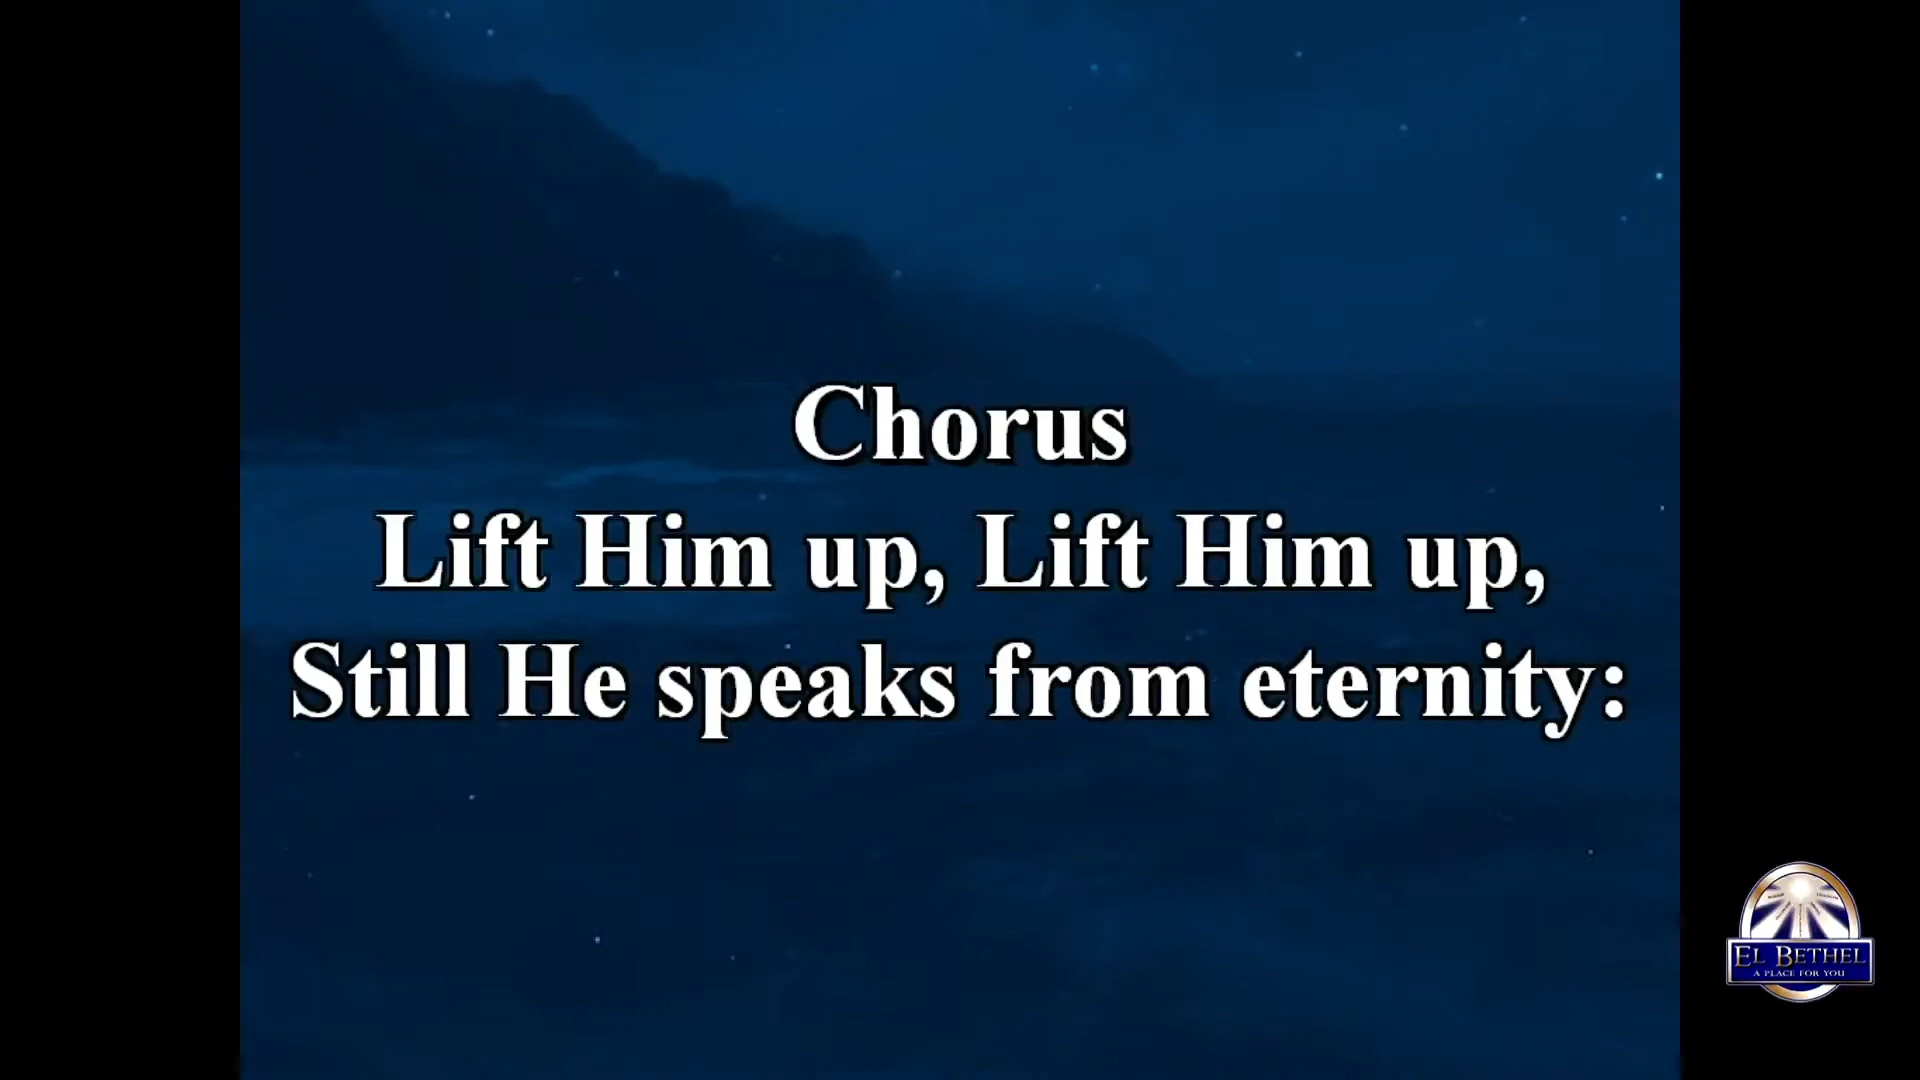 Chorus
Lift Him up, Lift Him up,
Still He speaks from eternity:
EL BETHEL
A PLACE FOR YOU